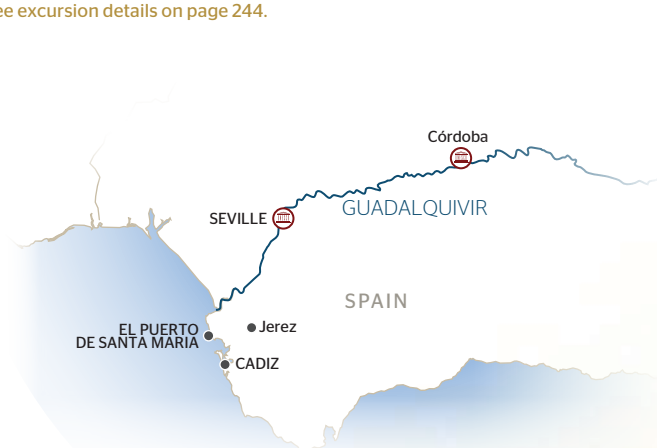 ee excursion details on page 244.
Córdoba
SEVILLE
GUADALQUIVIR
SPAIN
EL PUERTO
DE SANTA MARIA
Jerez
CADIZ